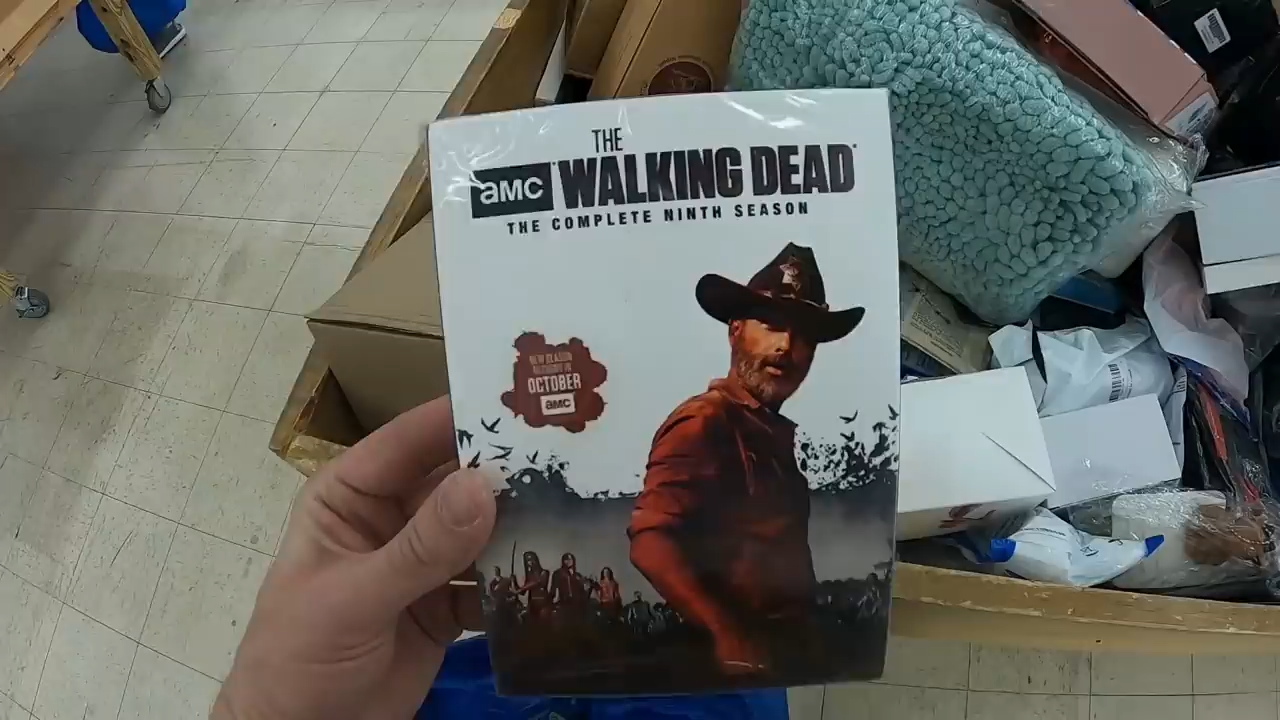 THE
amc WALKING DEAD
THE COMPLETE NINTH SEASON
NEW SEASON
OCTOBER
amc